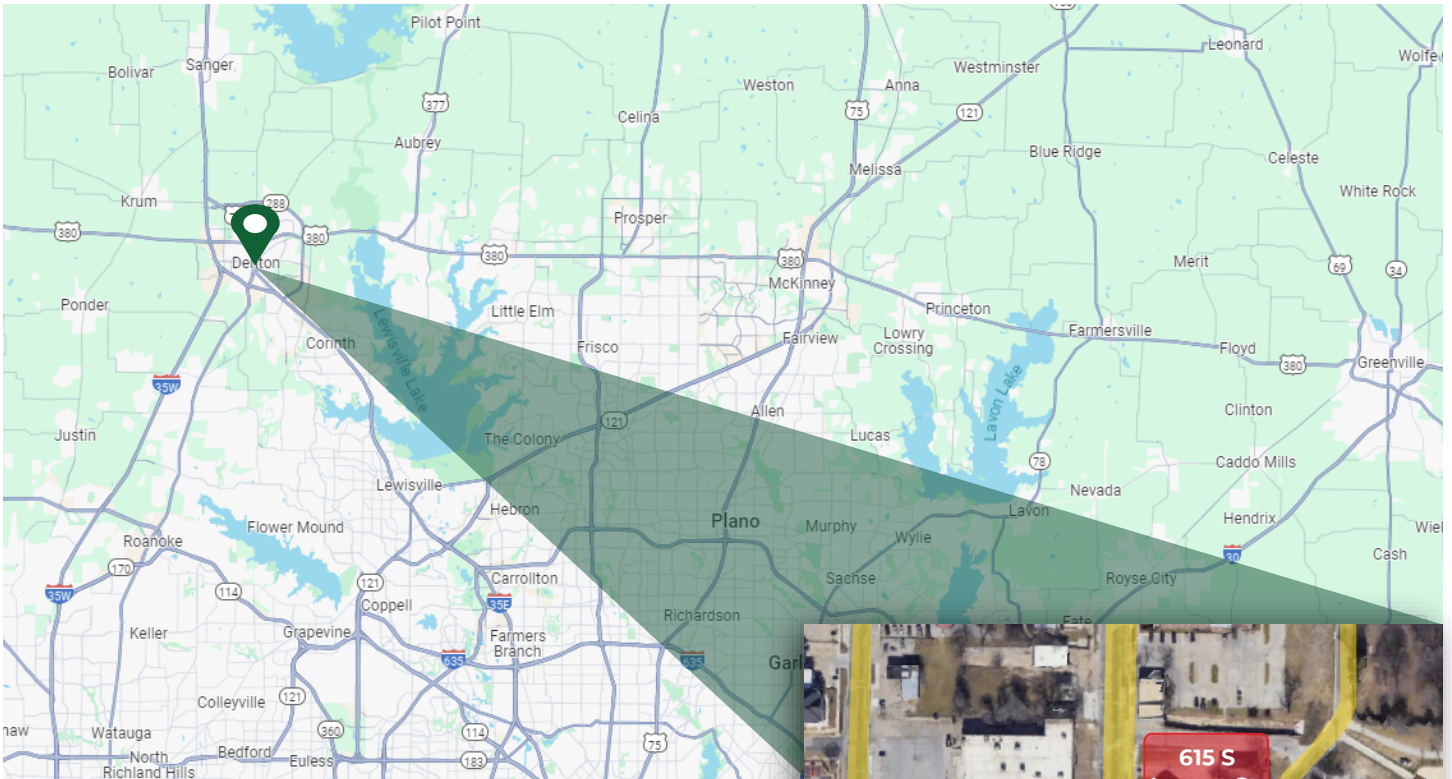 Pilot Point
Leonard
Sanger
Wolfe
Bolivar
Westminster
Weston
Anna
377
75
121
Celina
Aubrey
Blue Ridge
Celeste
Melissa
White Rock
Krum
288
Prosper
380
380
380
380
Denton
69
34
Merit
McKinney
Ponder
Little Elm
Princeton
Farmersville
Lewisville Lake
Corinth
Frisco
Fairview
Lowry
Crossing
Floyd
380
Greenville
35W
Lavon Lake
Allen
Clinton
121
Justin
The Colony
Lucas
78
Caddo Mills
Lewisville
Nevada
Hebron
Lavon
Flower Mound
Plano
Murphy
Wylie
Hendrix
Roanoke
30
Cash
170
114
121
Carrollton
Sachse
Royse City
35W
Coppell
35E
Richardson
Fate
Keller
Grapevine
Farmers
Branch
635
635
Garl
121
Colleyville
360
114
75
Watauga
Bedford
Euless
183
North
Richland Hills
615 S